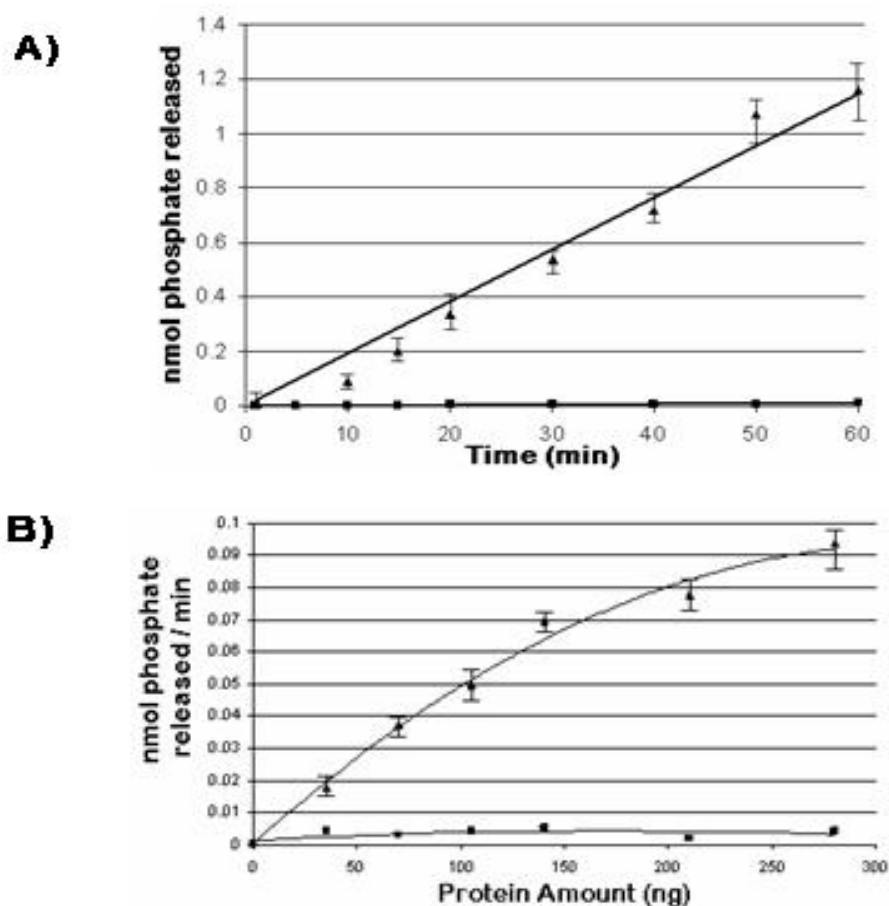 A)
nmol phosphate released
1.4
1.2
1
0.8
0.6
0.4
0.2
0
0 10 20 30 40 50 60
Time (min)
B)
nmol phosphate
released / min
0.1
0.09
0.08
0.07
0.06
0.05
0.04
0.03
0.02
0.01
0
0 50 100 150 200 250 300
Protein Amount (ng)